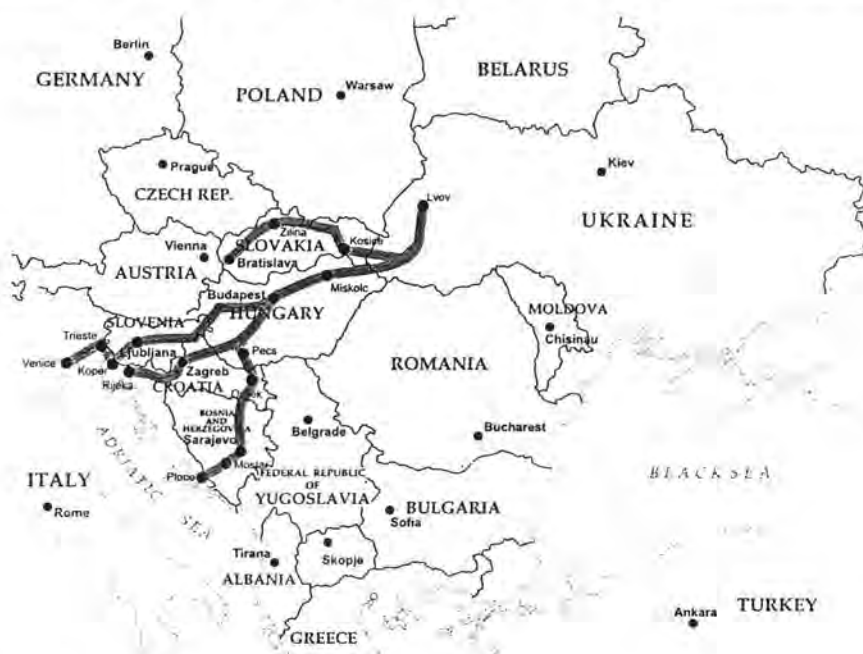 Berlin
GERMANY
POLAND
Warsaw
BELARUS
Prague
CZECH REP.
Kiev
Lvov
UKRAINE
Zilina
SLOVAKIA
Kosice
Vienna
Bratislava
AUSTRIA
Budapest
Miskolc
HUNGARY
MOLDOVA
Chisinau
SLOVENIA
Trieste
Ljubljana
Venice
Koper
Rijeka
Zagreb
CROATIA
Pecs
ROMANIA
BOSNIA
AND
HERZEGOVINA
Sarajevo
Belgrade
Bucharest
Mostar
Ploce
ADRIATIC SEA
FEDERAL REPUBLIC
OF
YUGOSLAVIA
ITALY
Rome
BULGARIA
Sofia
BLACK SEA
Tirana
ALBANIA
Skopje
GREECE
Ankara
TURKEY